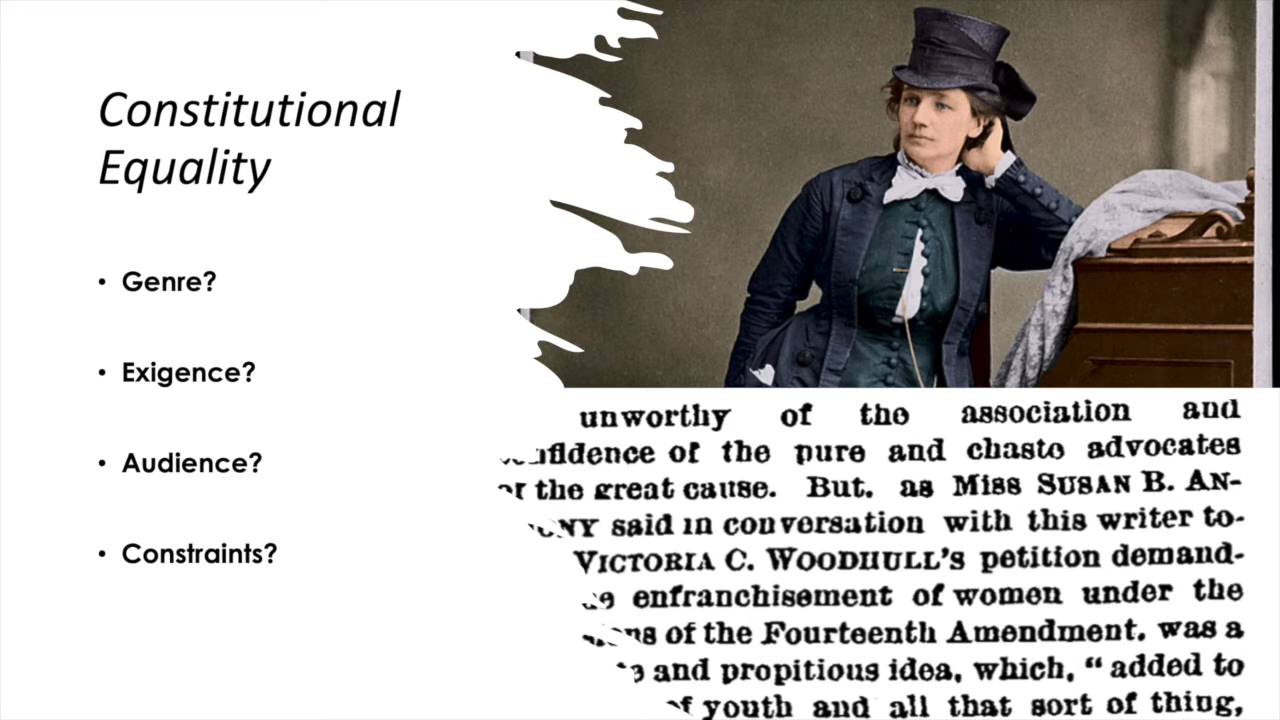 Constitutional
Equality
• Genre?
• Exigence?
• Audience?
• Constraints?
unworthy of the association and
of the pure and chaste advocates
the great cause. But, as Miss SUSAN B. AN-
said in conversation with this writer to-
VICTORIA C. WOODHULL'S petition demand-
enfranchisement of women under the
of the Fourteenth Amendment, was a
and propitious idea, which, “ added to
of youth and all that sort of thing,